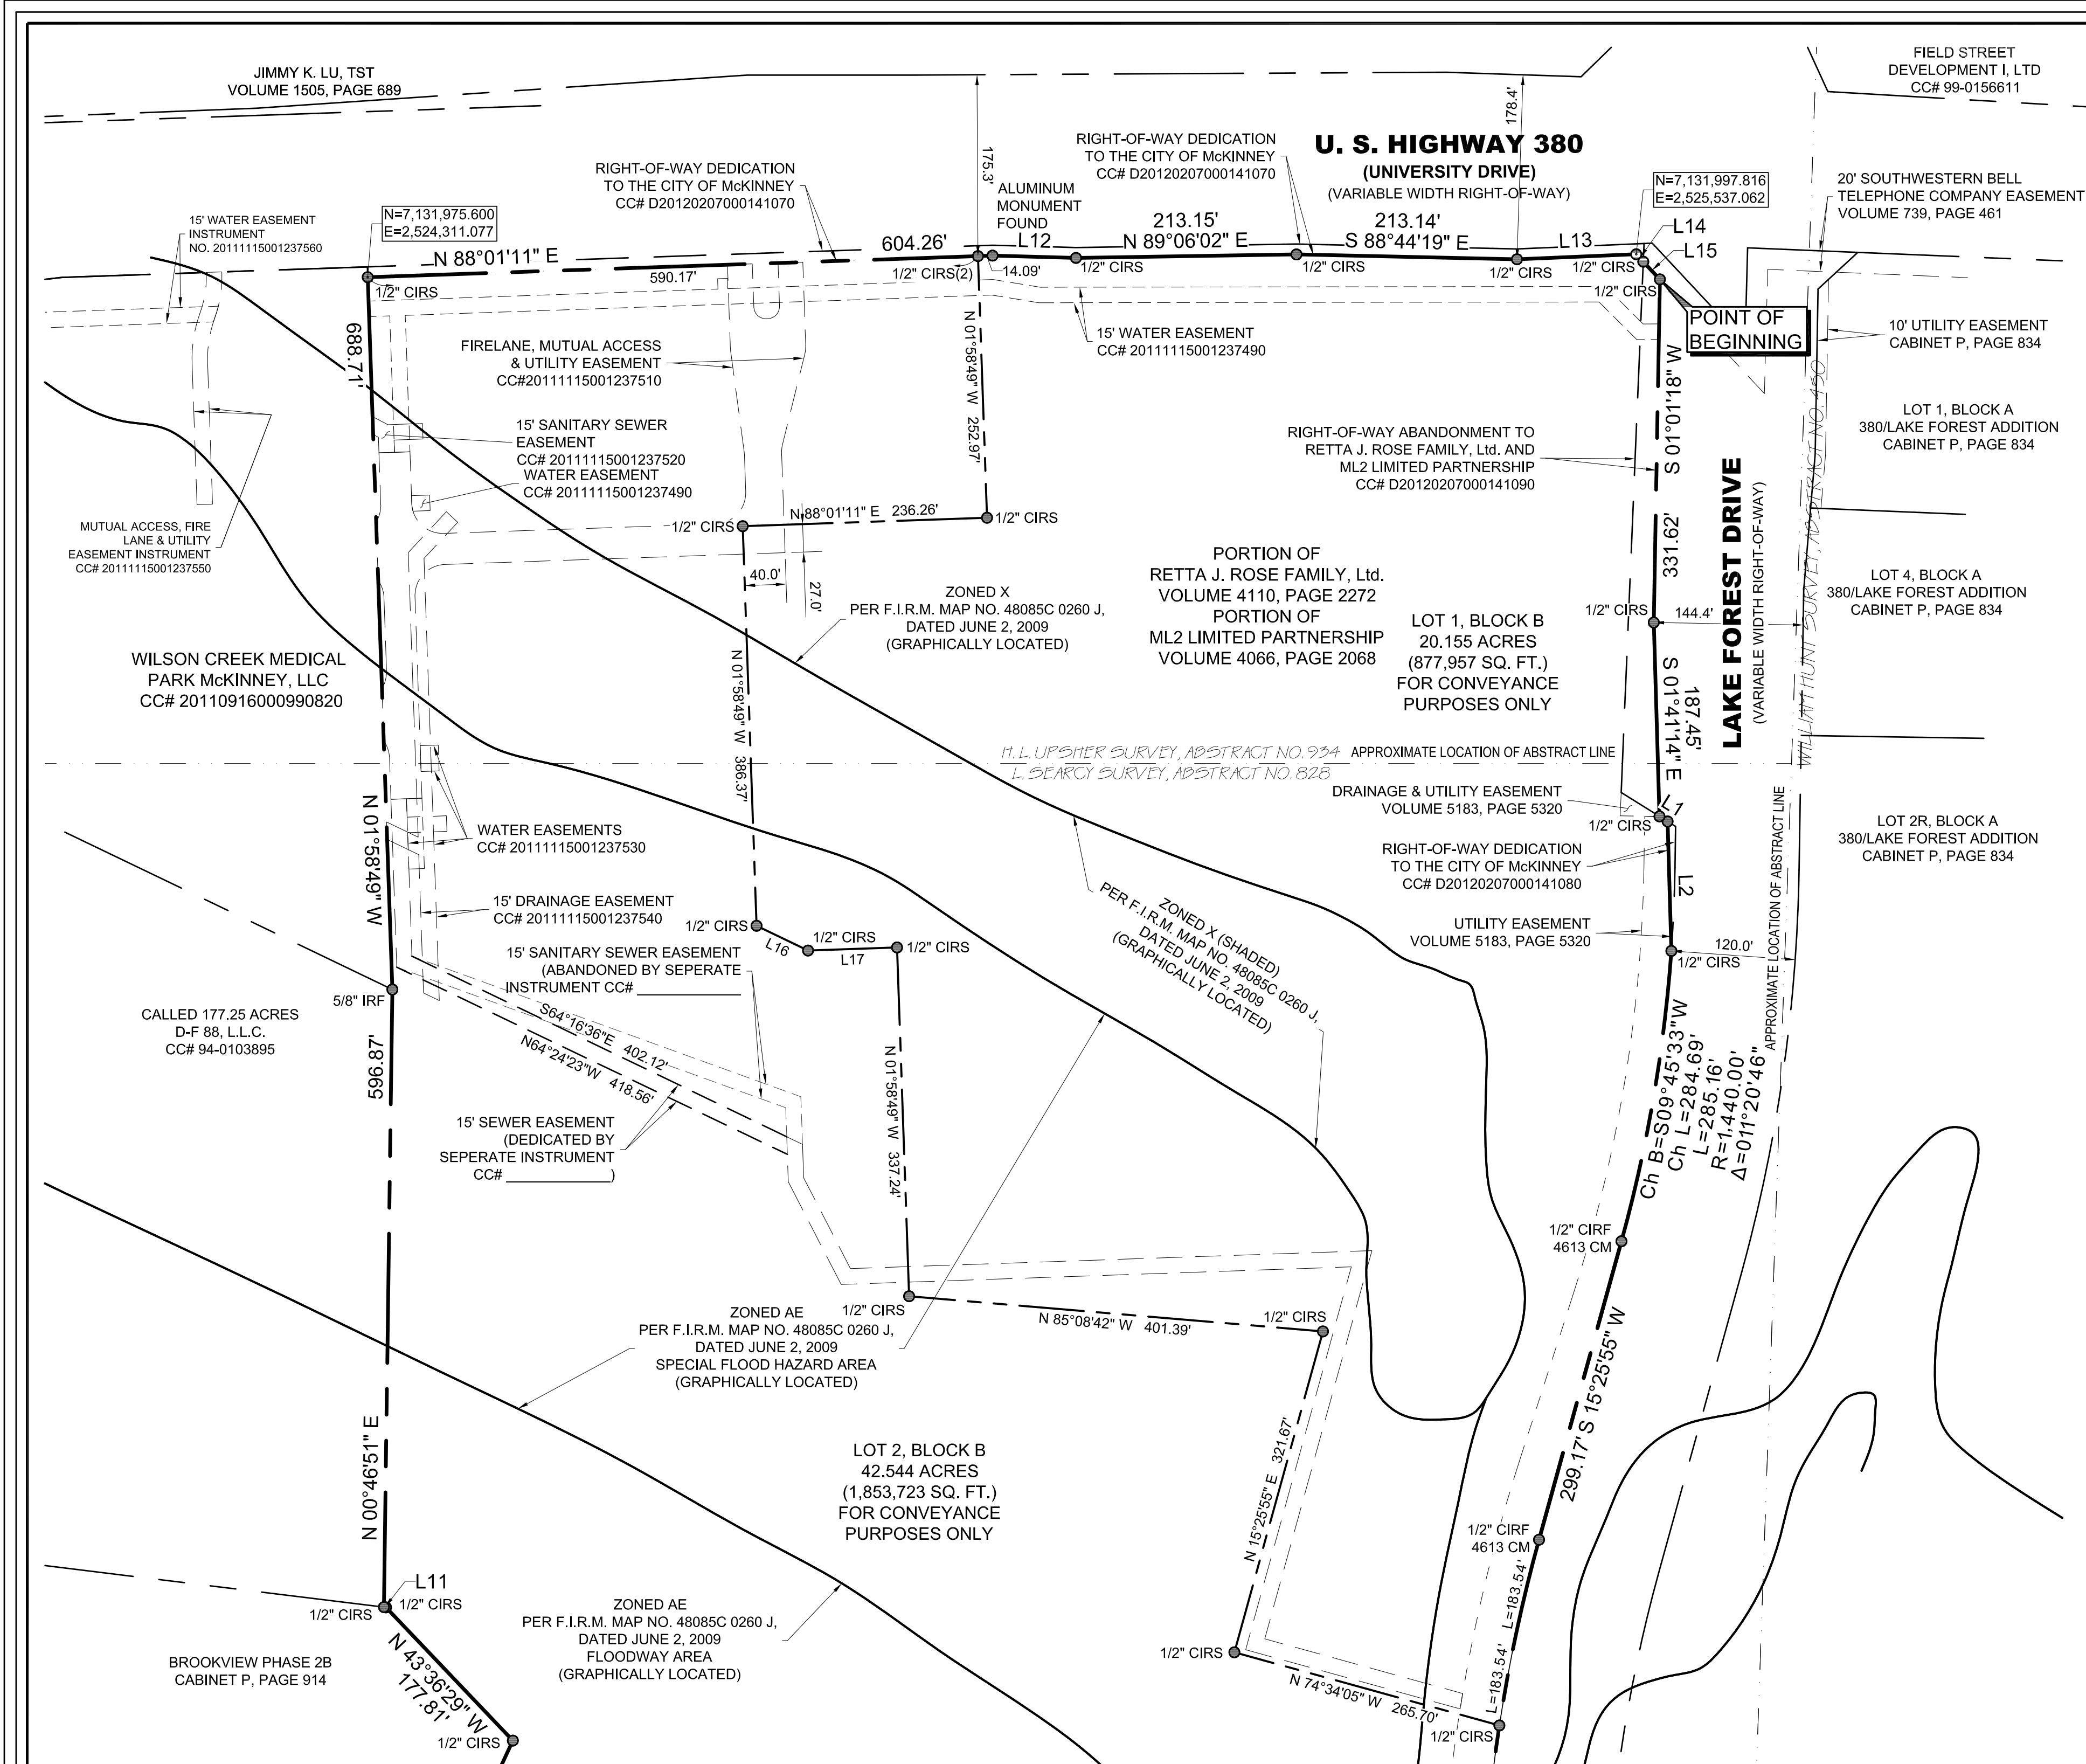 JIMMY K. LU, TST
VOLUME 1505, PAGE 689
FIELD STREET
DEVELOPMENT I, LTD
CC# 99-0156611
178.4'
175.3'
U. S. HIGHWAY 380
(UNIVERSITY DRIVE)
(VARIABLE WIDTH RIGHT-OF-WAY)
RIGHT-OF-WAY DEDICATION
TO THE CITY OF McKINNEY
CC# D20120207000141070
RIGHT-OF-WAY DEDICATION
TO THE CITY OF McKINNEY
CC# D20120207000141070
ALUMINUM
MONUMENT
FOUND
N=7,131,997.816
E=2,525,537.062
20' SOUTHWESTERN BELL
TELEPHONE COMPANY EASEMENT
VOLUME 739, PAGE 461
15' WATER EASEMENT
INSTRUMENT
NO. 20111115001237560
N=7,131,975.600
E=2,524,311.077
N 88°01'11" E
604.26'
590.17'
1/2" CIRS
1/2" CIRS(2)
14.09'
L12
1/2" CIRS
213.15'
N 89°06'02" E
1/2" CIRS
213.14'
S 88°44'19" E
L13
1/2" CIRS
L14
L15
1/2" CIRS
POINT OF
BEGINNING
10' UTILITY EASEMENT
CABINET P, PAGE 834
688.71'
FIRELANE, MUTUAL ACCESS
& UTILITY EASEMENT
CC#20111115001237510
N 01°58'49" W 252.97'
15' WATER EASEMENT
CC# 20111115001237490
S 01°01'18" W
331.62'
LOT 1, BLOCK A
380/LAKE FOREST ADDITION
CABINET P, PAGE 834
15' SANITARY SEWER
EASEMENT
CC# 20111115001237520
WATER EASEMENT
CC# 20111115001237490
RIGHT-OF-WAY ABANDONMENT TO
RETTA J. ROSE FAMILY, Ltd. AND
ML2 LIMITED PARTNERSHIP
CC# D20120207000141090
LAKE FOREST DRIVE
(VARIABLE WIDTH RIGHT-OF-WAY)
WILLIAM HUNT SURVEY, ABSTRACT NO. 450
MUTUAL ACCESS, FIRE
LANE & UTILITY
EASEMENT INSTRUMENT
CC# 20111115001237550
1/2" CIRS
N 88°01'11" E 236.26'
1/2" CIRS
40.0'
27.0'
ZONED X
PER F.I.R.M. MAP NO. 48085C 0260 J,
DATED JUNE 2, 2009
(GRAPHICALLY LOCATED)
PORTION OF
RETTA J. ROSE FAMILY, Ltd.
VOLUME 4110, PAGE 2272
PORTION OF
ML2 LIMITED PARTNERSHIP
VOLUME 4066, PAGE 2068
LOT 1, BLOCK B
20.155 ACRES
(877,957 SQ. FT.)
FOR CONVEYANCE
PURPOSES ONLY
1/2" CIRS
144.4'
LOT 4, BLOCK A
380/LAKE FOREST ADDITION
CABINET P, PAGE 834
WILSON CREEK MEDICAL
PARK McKINNEY, LLC
CC# 20110916000990820
N 01°58'49" W 386.37'
S 01°41'14" E
187.45'
H. L. UPSHER SURVEY, ABSTRACT NO. 934
APPROXIMATE LOCATION OF ABSTRACT LINE
L. SEARCY SURVEY, ABSTRACT NO. 828
DRAINAGE & UTILITY EASEMENT
VOLUME 5183, PAGE 5320
L1
1/2" CIRS
LOT 2R, BLOCK A
380/LAKE FOREST ADDITION
CABINET P, PAGE 834
N 01°58'49" W
WATER EASEMENTS
CC# 20111115001237530
RIGHT-OF-WAY DEDICATION
TO THE CITY OF McKINNEY
CC# D20120207000141080
L2
APPROXIMATE LOCATION OF ABSTRACT LINE
15' DRAINAGE EASEMENT
CC# 20111115001237540
1/2" CIRS
L16
1/2" CIRS
L17
1/2" CIRS
ZONED X (SHADED)
PER F.I.R.M. MAP NO. 48085C 0260 J,
DATED JUNE 2, 2009
(GRAPHICALLY LOCATED)
UTILITY EASEMENT
VOLUME 5183, PAGE 5320
120.0'
1/2" CIRS
15' SANITARY SEWER EASEMENT
(ABANDONED BY SEPERATE
INSTRUMENT CC# ____________
5/8" IRF
CALLED 177.25 ACRES
D-F 88, L.L.C.
CC# 94-0103895
S64°16'36"E 402.12'
N64°24'23"W 418.56'
596.87'
N 01°58'49" W 337.24'
Ch B=S09°45'33"W
Ch L=284.69'
L=285.16'
R=1,440.00'
Δ=011°20'46"
15' SEWER EASEMENT
(DEDICATED BY
SEPERATE INSTRUMENT
CC# ____________)
1/2" CIRF
4613 CM
1/2" CIRS
N 85°08'42" W 401.39'
1/2" CIRS
ZONED AE
PER F.I.R.M. MAP NO. 48085C 0260 J,
DATED JUNE 2, 2009
SPECIAL FLOOD HAZARD AREA
(GRAPHICALLY LOCATED)
299.17' S 15°25'55" W
N 00°46'51" E
LOT 2, BLOCK B
42.544 ACRES
(1,853,723 SQ. FT.)
FOR CONVEYANCE
PURPOSES ONLY
N 15°25'55" E 321.67'
1/2" CIRF
4613 CM
L11
1/2" CIRS
1/2" CIRS
ZONED AE
PER F.I.R.M. MAP NO. 48085C 0260 J,
DATED JUNE 2, 2009
FLOODWAY AREA
(GRAPHICALLY LOCATED)
L=183.54'
L=183.54'
1/2" CIRS
BROOKVIEW PHASE 2B
CABINET P, PAGE 914
N 43°36'29" W
177.81'
1/2" CIRS
N 74°34'05" W 265.70'
1/2" CIRS